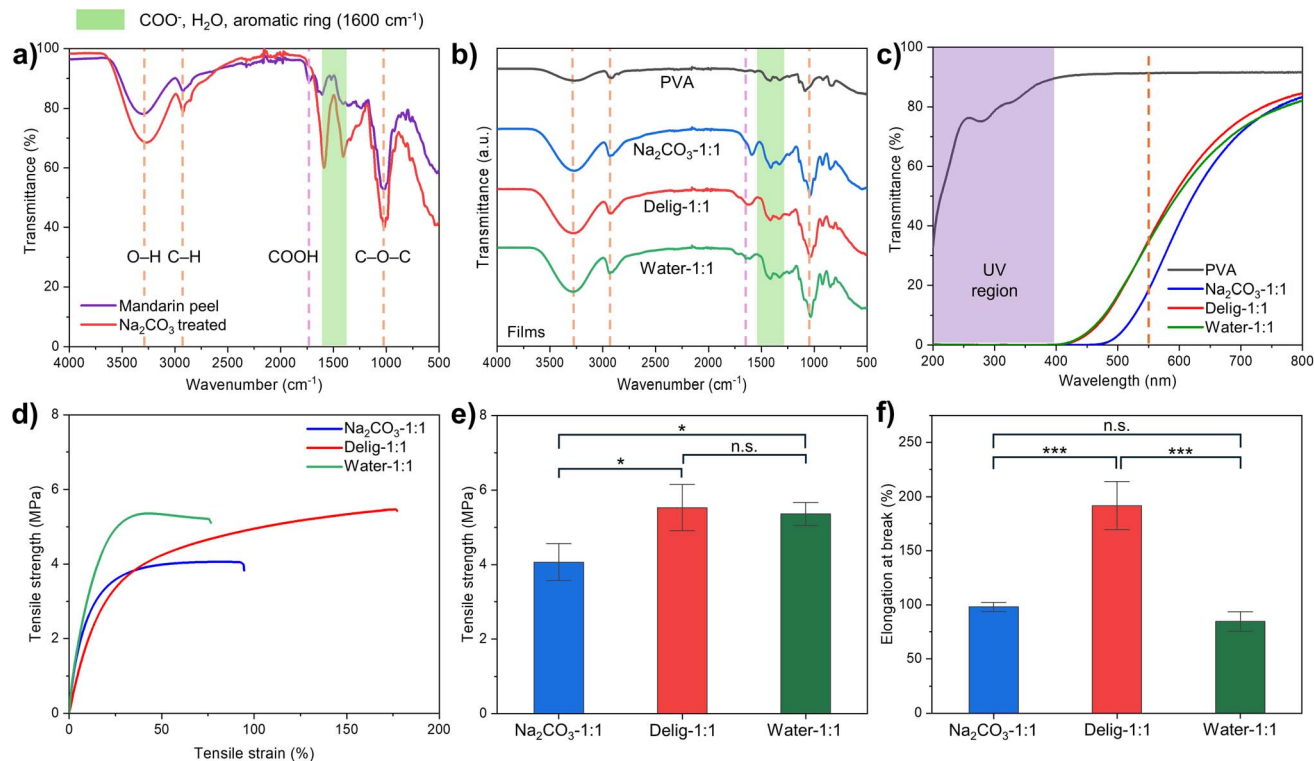 COO⁻, H₂O, aromatic ring (1600 cm⁻¹)
a)
Transmittance (%)
100
80
60
40
20
0
O–H
C–H
COOH
C–O–C
Mandarin peel
Na₂CO₃ treated
4000 3500 3000 2500 2000 1500 1000 500
Wavenumber (cm⁻¹)
b)
Transmittance (a.u.)
PVA
Na₂CO₃-1:1
Delig-1:1
Water-1:1
Films
4000 3500 3000 2500 2000 1500 1000 500
Wavenumber (cm⁻¹)
c)
Transmittance (%)
100
80
60
40
20
0
UV
region
PVA
Na₂CO₃-1:1
Delig-1:1
Water-1:1
200 300 400 500 600 700 800
Wavelength (nm)
d)
Tensile strength (MPa)
8
6
4
2
0
Na₂CO₃-1:1
Delig-1:1
Water-1:1
0 25 50 75 100 125 150 175 200
Tensile strain (%)
e)
Tensile strength (MPa)
8
6
4
2
0
*
n.s.
*
Na₂CO₃-1:1 Delig-1:1 Water-1:1
f)
Elongation at break (%)
250
200
150
100
50
0
n.s.
*** ***
Na₂CO₃-1:1 Delig-1:1 Water-1:1